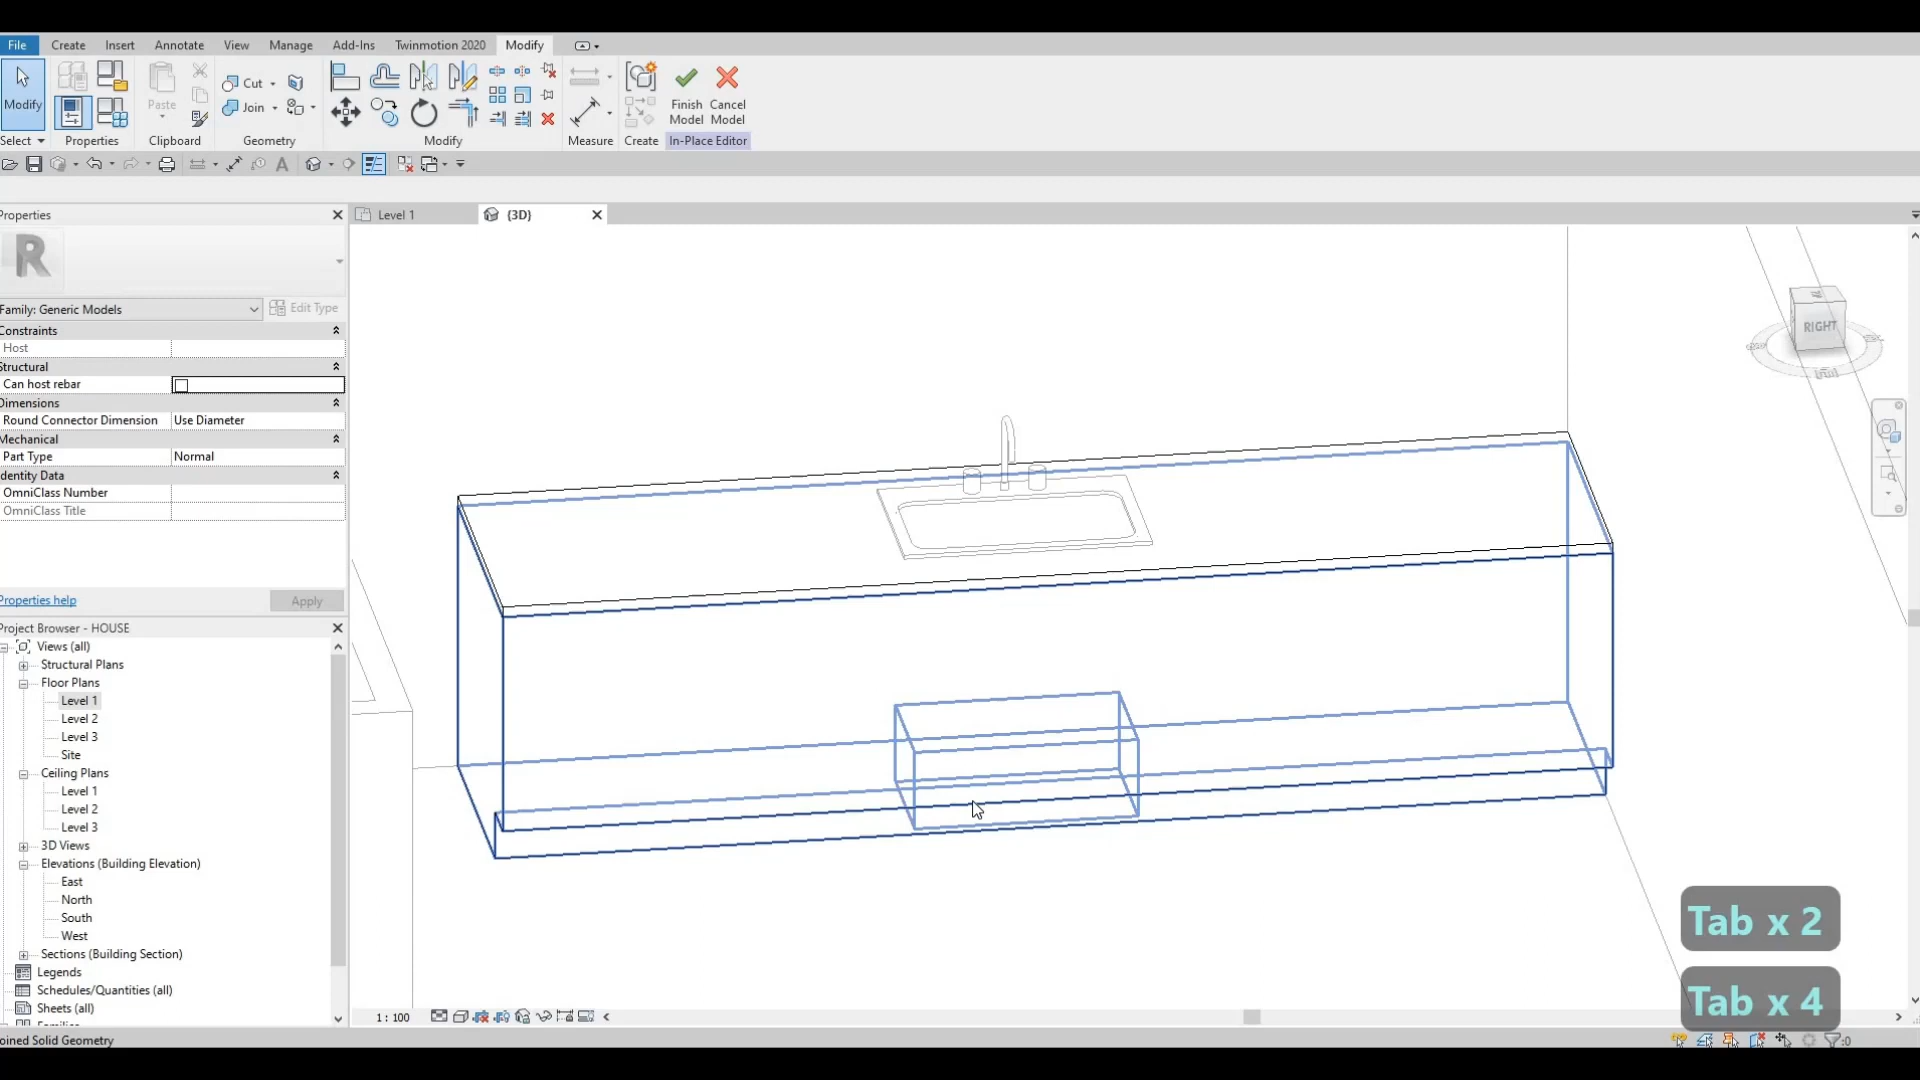 File Create Insert Annotate View Manage Add-Ins Twinmotion 2020 Modify
Modify
Paste
Cut
Join
Finish Model
Cancel Model
Select Properties Clipboard Geometry Modify Measure Create In-Place Editor
Properties
Level 1
{3D}
R
Family: Generic Models
Edit Type
Constraints
Host
Structural
Can host rebar
Dimensions
Round Connector Dimension Use Diameter
Mechanical
Part Type Normal
Identity Data
OmniClass Number
OmniClass Title
Properties help
Apply
Project Browser - HOUSE
Views (all)
Structural Plans
Floor Plans
Level 1
Level 2
Level 3
Site
Ceiling Plans
Level 1
Level 2
Level 3
3D Views
Elevations (Building Elevation)
East
North
South
West
Sections (Building Section)
Legends
Schedules/Quantities (all)
Sheets (all)
RIGHT
Tab x 2
Tab x 4
1 : 100
oined Solid Geometry
:0